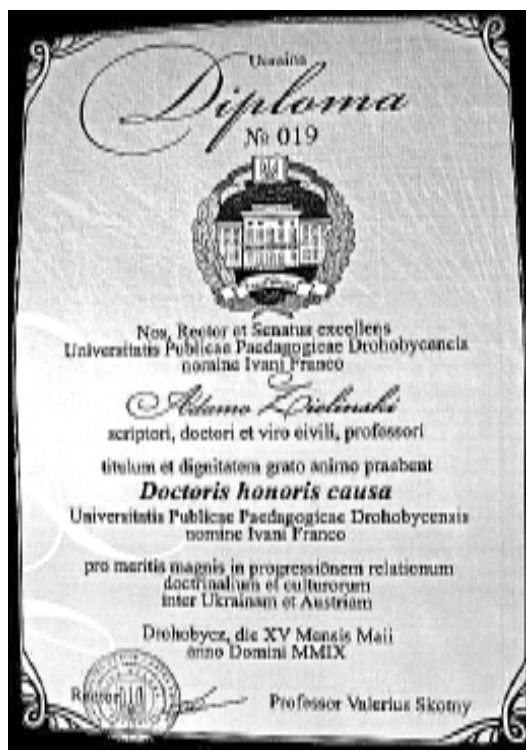 Ucraina
Diploma
№ 019
Nos, Rector et Senatus excellens
Universitatis Publicae Paedagogicae Drohobycencia
nomine Ivani Franco
Adamo Zielinski
scriptori, doctori et viro civili, professori
titulum et dignitatem grato animo praebent
Doctoris honoris causa
Universitatis Publicae Paedagogicae Drohobycensis
nomine Ivani Franco
pro meritis magnis in progressionem relationum
doctrinalium et culturorum
inter Ukrainam et Austriam
Drohobycz, die XV Mensis Maii
anno Domini MMIX
Rector
Professor Valerius Skotny